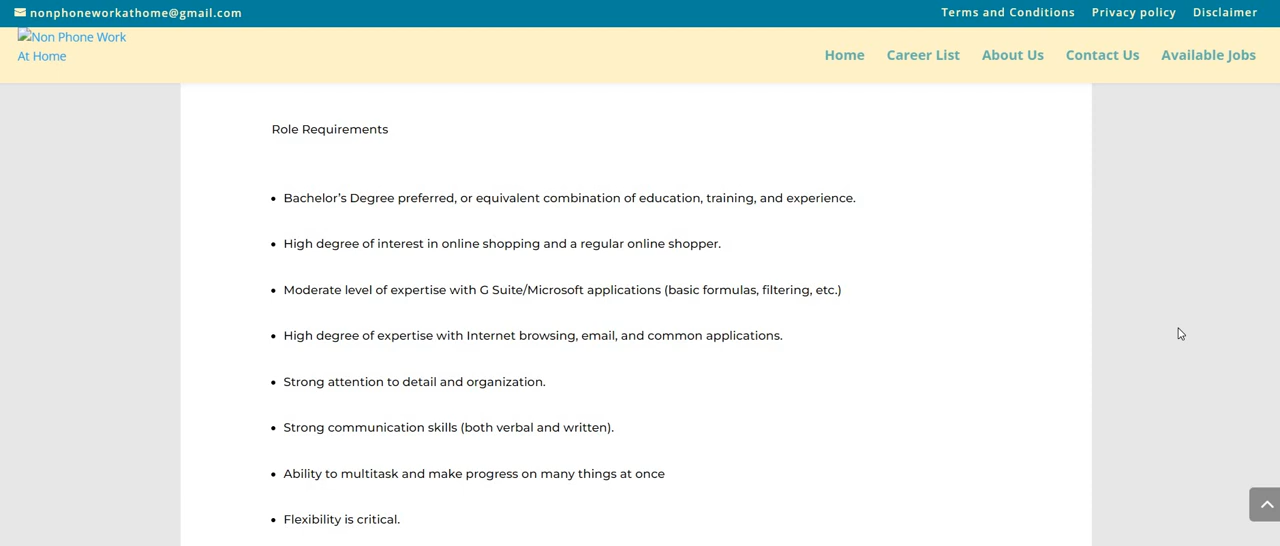 nonphoneworkathome@gmail.com
Terms and Conditions Privacy policy Disclaimer
Non Phone Work
At Home
Home Career List About Us Contact Us Available Jobs
Role Requirements
• Bachelor’s Degree preferred, or equivalent combination of education, training, and experience.
• High degree of interest in online shopping and a regular online shopper.
• Moderate level of expertise with G Suite/Microsoft applications (basic formulas, filtering, etc.)
• High degree of expertise with Internet browsing, email, and common applications.
• Strong attention to detail and organization.
• Strong communication skills (both verbal and written).
• Ability to multitask and make progress on many things at once
• Flexibility is critical.